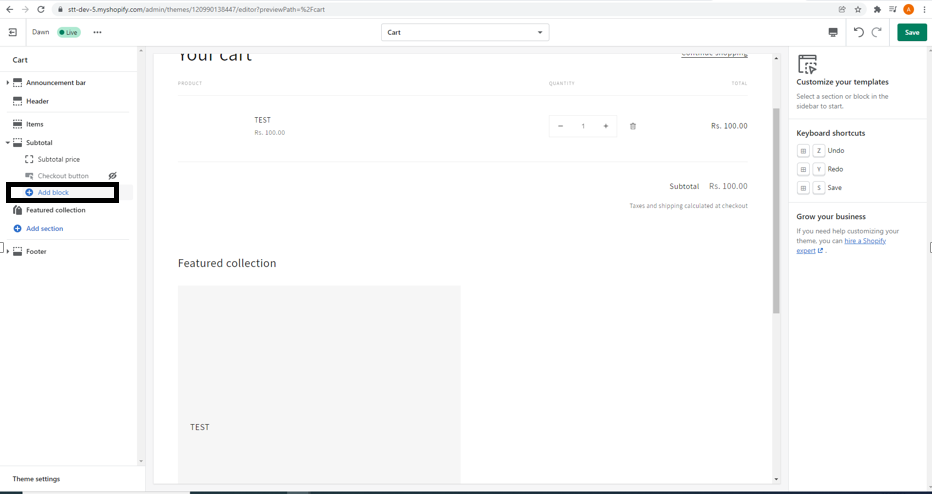 stt-dev-5.myshopify.com/admin/themes/120990138447/editor?previewPath=%2Fcart
A
Dawn
Live
Cart
Save
Cart
Announcement bar
Header
Items
Subtotal
Subtotal price
Checkout button
Add block
Featured collection
Add section
Footer
Theme settings
Your cart
Continue shopping
PRODUCT QUANTITY TOTAL
TEST
Rs. 100.00
− 1 +
Rs. 100.00
Subtotal Rs. 100.00
Taxes and shipping calculated at checkout
Featured collection
TEST
Customize your templates
Select a section or block in the
sidebar to start.
Keyboard shortcuts
Z Undo
Y Redo
S Save
Grow your business
If you need help customizing your
theme, you can hire a Shopify
expert .